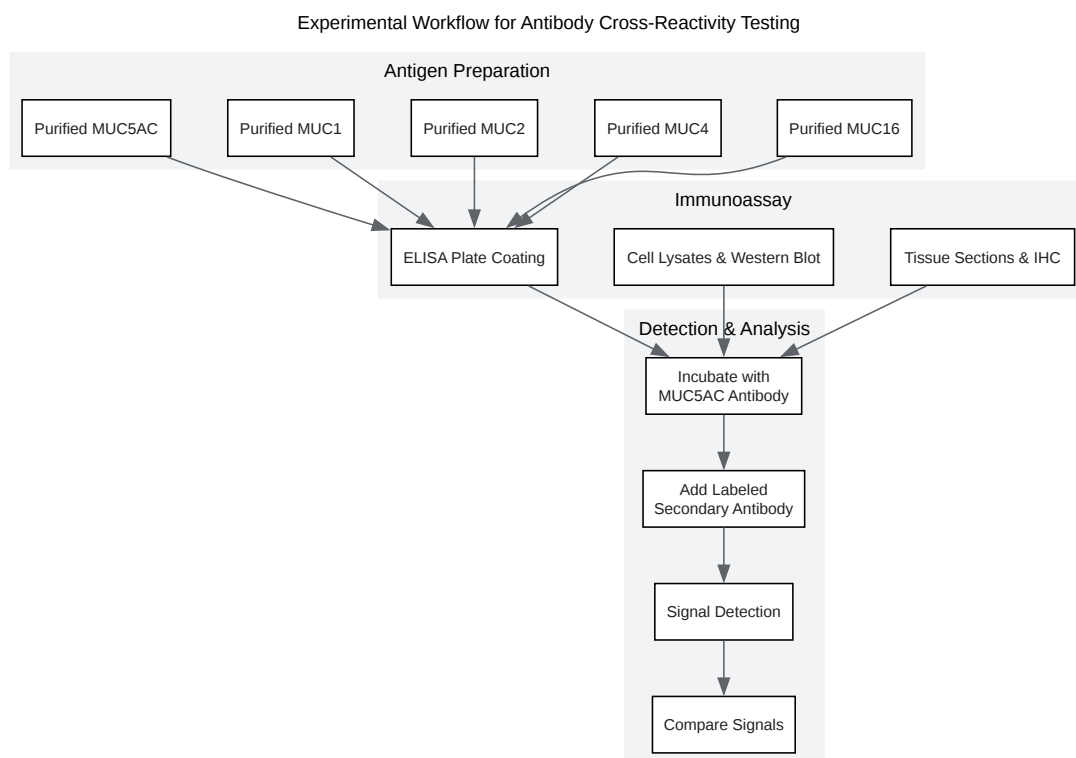 Experimental Workflow for Antibody Cross-Reactivity Testing
Antigen Preparation
Purified MUC5AC
Purified MUC1
Purified MUC2
Purified MUC4
Purified MUC16
Immunoassay
ELISA Plate Coating
Cell Lysates & Western Blot
Tissue Sections & IHC
Detection & Analysis
Incubate with
MUC5AC Antibody
Add Labeled
Secondary Antibody
Signal Detection
Compare Signals